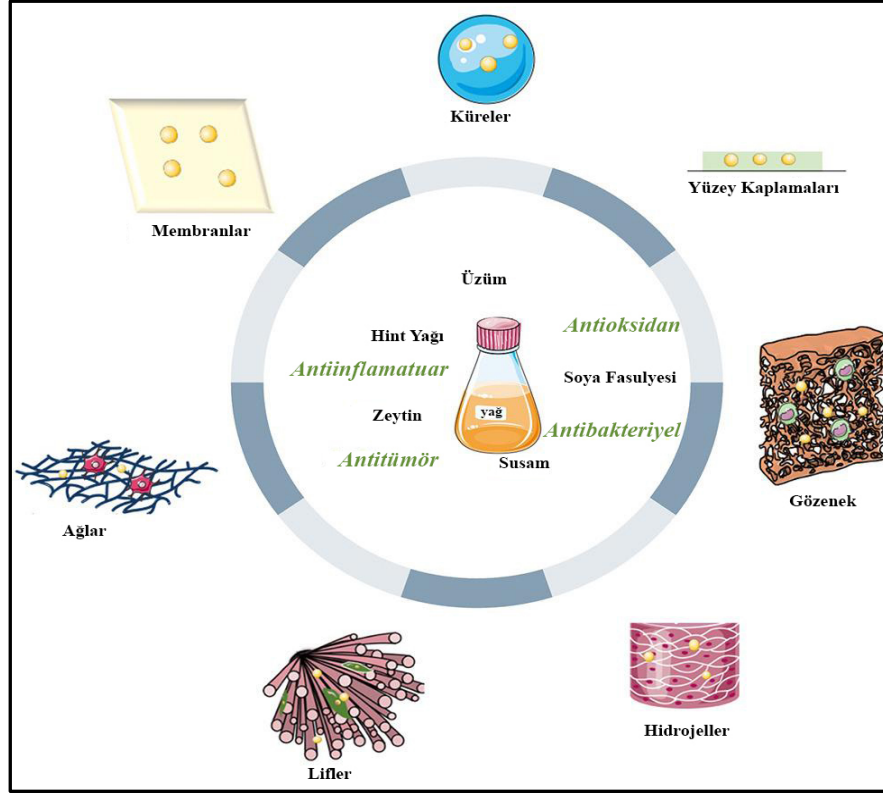 Küreler
Yüzey Kaplamaları
Membranlar
Üzüm
Antioksidan
Hint Yağı
Antiinflamatuar
Soya Fasulyesi
Zeytin
yağ
Antibakteriyel
Antitümör
Susam
Gözenek
Ağlar
Hidrojeller
Lifler